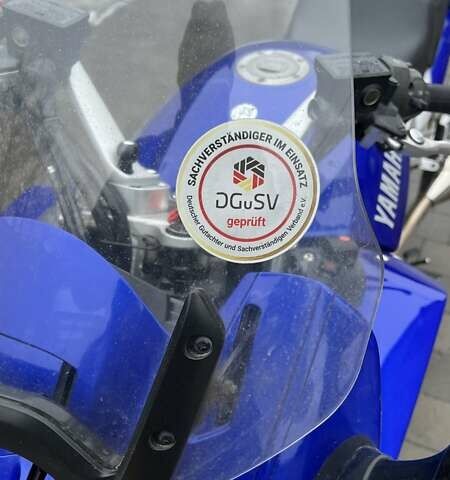 SACHVERSTÄNDIGER IM EINSATZ
DGuSV
geprüft
Deutscher Gutachter und Sachverständigen Verband e.V.
YAMAHA